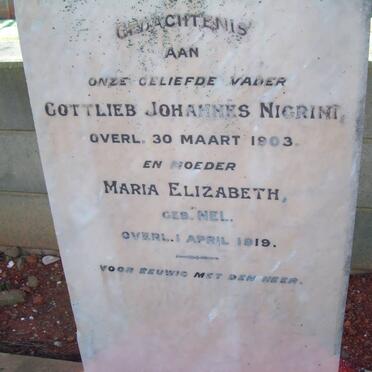 GEDACHTENIS
AAN
ONZE GELIEFDE VADER
GOTTLIEB JOHANNES NIGRINI,
OVERL. 30 MAART 1903.
EN MOEDER
MARIA ELIZABETH,
GEB. NEL.
OVERL. 1 APRIL 1919.
VOOR EEUWIG MET DEN HEER.